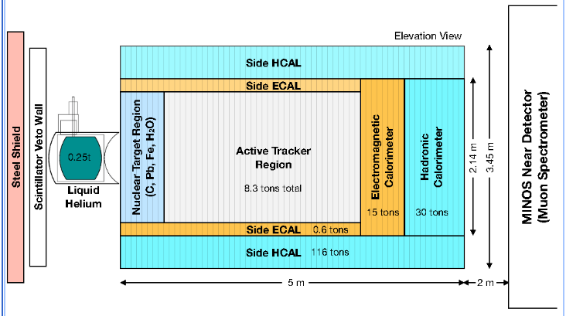 Elevation View
Steel Shield
Scintillator Veto Wall
0.25t
Liquid
Helium
Side HCAL
Side ECAL
Nuclear Target Region
(C, Pb, Fe, H₂O)
Active Tracker
Region
8.3 tons total
Electromagnetic
Calorimeter
15 tons
Hadronic
Calorimeter
30 tons
Side ECAL 0.6 tons
Side HCAL 116 tons
2.14 m
3.45 m
5 m
2 m
MINOS Near Detector
(Muon Spectrometer)